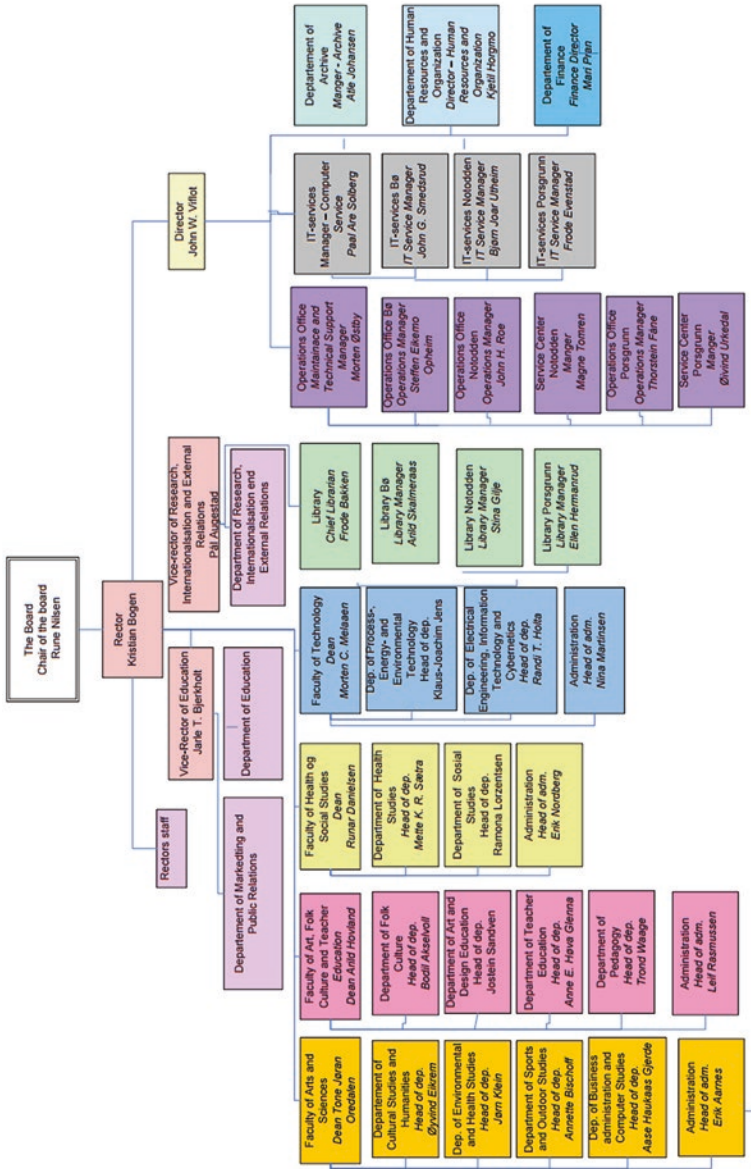 The Board
Chair of the board
Rune Nilsen
Rector
Kristian Bogen
Director
John W. Viflot
Rectors staff
Vice-Rector of Education
Jarle T. Bjerkholt
Vice-rector of Research,
Internationalsation and External
Relations
Pål Augestad
Departement of Markedting and
Public Relations
Department of Education
Department of Research,
Internationalisation end
External Relations
Faculty of Arts and
Sciences
Dean Tone Jøran
Oredalen
Departement of
Cultural Studies and
Humanities
Head of dep.
Øyvind Eikrem
Dep. of Environmental
and Health Studies
Head of dep.
Jørn Klein
Department of Sports
and Outdoor Studies
Head of dep.
Annette Bischoff
Dep. of Business
administration and
Computer Studies
Head of dep.
Aase Haukaas Gjerde
Administration
Head of adm.
Erik Aarnes
Faculty of Art, Folk
Culture and Teacher
Education
Dean Arild Hovland
Department of Folk
Culture
Head of dep.
Bodil Akselvoll
Department of Art and
Design Education
Head of dep.
Jostein Sandven
Department of Teacher
Education
Head of dep.
Anne E. Hova Glenna
Department of
Pedagogy
Head of dep.
Trond Waage
Administration
Head of adm.
Leif Rasmussen
Faculty of Health og
Social Studies
Dean
Runar Danielsen
Department of Health
Studies
Head of dep.
Mette K. R. Sætra
Department of Sosial
Studies
Head of dep.
Ramona Lorzentsen
Administration
Head of adm.
Erik Nordberg
Faculty of Technology
Dean
Morten C. Melaaen
Dep. of Process-,
Energy- and
Environmental
Technology
Head of dep.
Klaus-Joachim Jens
Dep. of Electrical
Engineering, Information
Technology and
Cybernetics
Head of dep.
Randi T. Holta
Administration
Head of adm.
Nina Martinsen
Library
Chief Librarian
Frode Bakken
Library Bø
Library Manager
Arild Skalmeraas
Library Notodden
Library Manager
Stina Gilje
Library Porsgrunn
Library Manager
Ellen Hermanrud
Operations Office
Maintainace and
Technical Support
Manager
Morten Østby
Operations Office Bø
Operations Manager
Steffen Eikemo
Opheim
Operations Office
Notodden
Operations Manager
John H. Roe
Service Center
Notodden
Manger
Magne Tomren
Operations Office
Porsgrunn
Operations Manager
Thorstein Fåne
Service Center
Porsgrunn
Manger
Øivind Urkedal
IT-services
Manager – Computer
Service
Paal Are Solberg
IT-services Bø
IT Service Manager
John G. Smedsrud
IT-services Notodden
IT Service Manager
Bjørn Joar Utheim
IT-services Porsgrunn
IT Service Manager
Frode Evenstad
Deptartement of
Archive
Manger - Archive
Atle Johansen
Departement of Human
Resources and
Organization
Director – Human
Resources and
Organization
Kjetil Horgmo
Departement of
Finance
Finance Director
Mari Pran